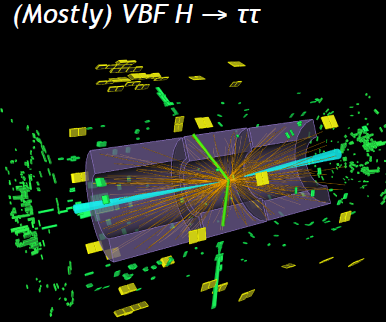 (Mostly) VBF H → ττ